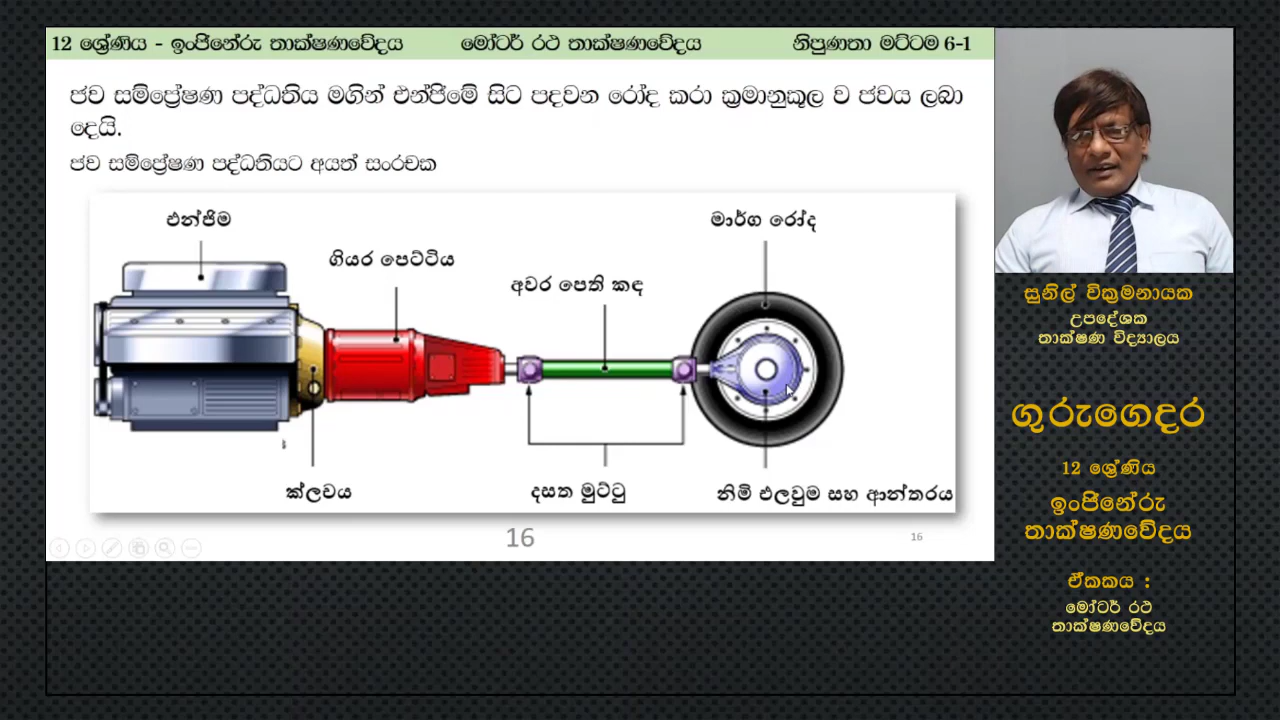 12 ශ්‍රේණිය - ඉංජිනේරු තාක්ෂණවේදය මෝටර් රථ තාක්ෂණවේදය නිපුණතා මට්ටම 6-1
ජව සම්ප්‍රේෂණ පද්ධතිය මගින් එන්ජිමේ සිට පදවන රෝද කරා ක්‍රමානුකූල ව ජවය ලබා
දෙයි.
ජව සම්ප්‍රේෂණ පද්ධතියට අයත් සංරචක
එන්ජිම
මාර්ග රෝද
ගියර පෙට්ටිය
අවර පෙති කඳ
ක්ලචය
දසත මුට්ටු
නිම් එලවුම සහ ආන්තරය
16
16
සුනිල් වික්‍රමනායක
උපදේශක
තාක්ෂණ විද්‍යාලය
ගුරුගෙදර
12 ශ්‍රේණිය
ඉංජිනේරු
තාක්ෂණවේදය
ඒකකය :
මෝටර් රථ
තාක්ෂණවේදය